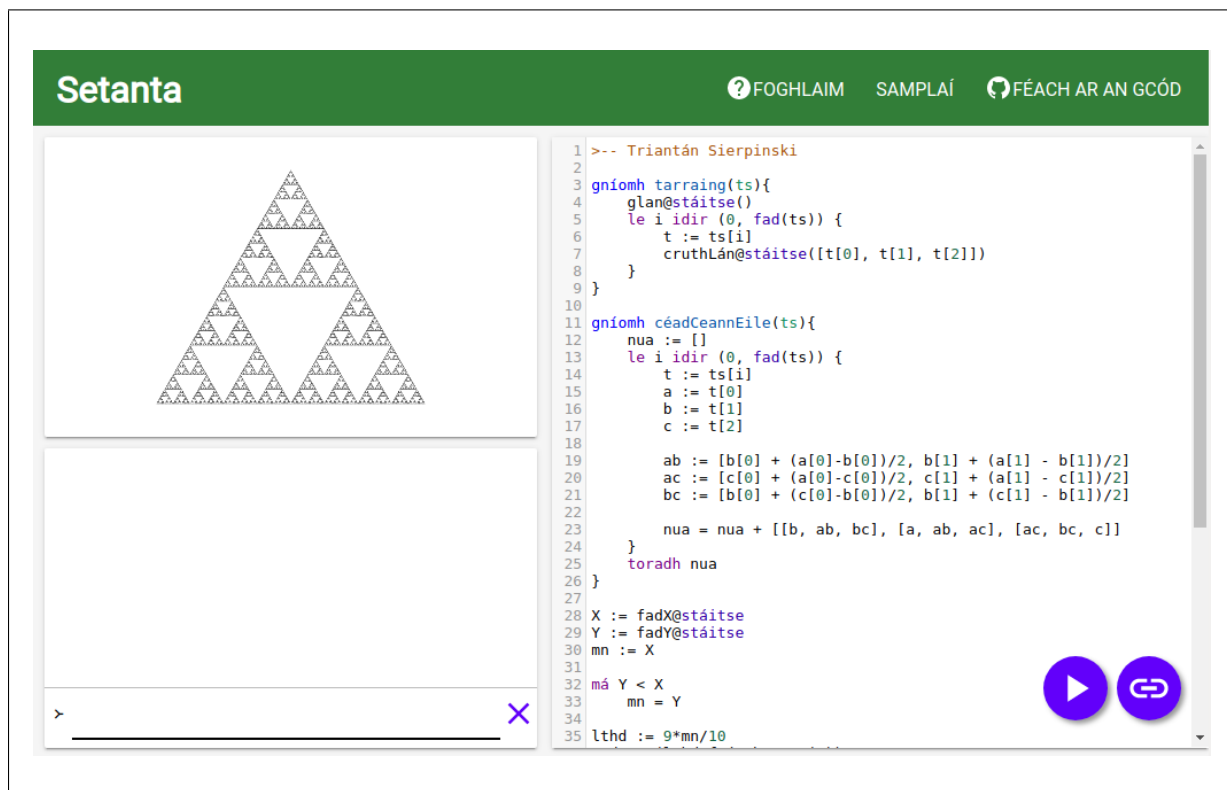 Setanta
FOGHLAIM SAMPLAÍ FÉACH AR AN GCÓD
1 >-- Triantán Sierpinski
2
3 gníomh tarraing(ts){
4     glan@stáitse()
5     le i idir (0, fad(ts)) {
6         t := ts[i]
7         cruthLán@stáitse([t[0], t[1], t[2]])
8     }
9 }
10
11 gníomh céadCeannEile(ts){
12     nua := []
13     le i idir (0, fad(ts)) {
14         t := ts[i]
15         a := t[0]
16         b := t[1]
17         c := t[2]
18
19         ab := [b[0] + (a[0]-b[0])/2, b[1] + (a[1] - b[1])/2]
20         ac := [c[0] + (a[0]-c[0])/2, c[1] + (a[1] - c[1])/2]
21         bc := [b[0] + (c[0]-b[0])/2, b[1] + (c[1] - b[1])/2]
22
23         nua = nua + [[b, ab, bc], [a, ab, ac], [ac, bc, c]]
24     }
25     toradh nua
26 }
27
28 X := fadX@stáitse
29 Y := fadY@stáitse
30 mn := X
31
32 má Y < X
33     mn = Y
34
35 lthd := 9*mn/10